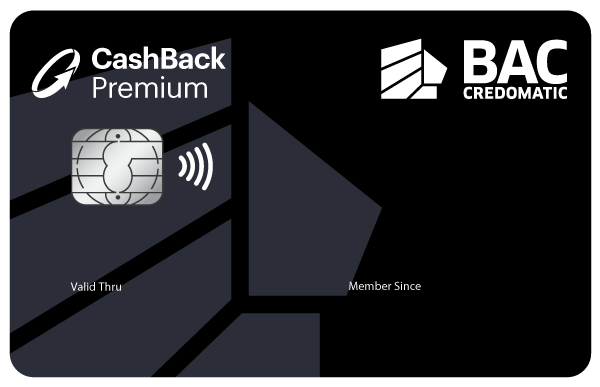 CashBack
Premium
BAC
CREDOMATIC
Valid Thru
Member Since